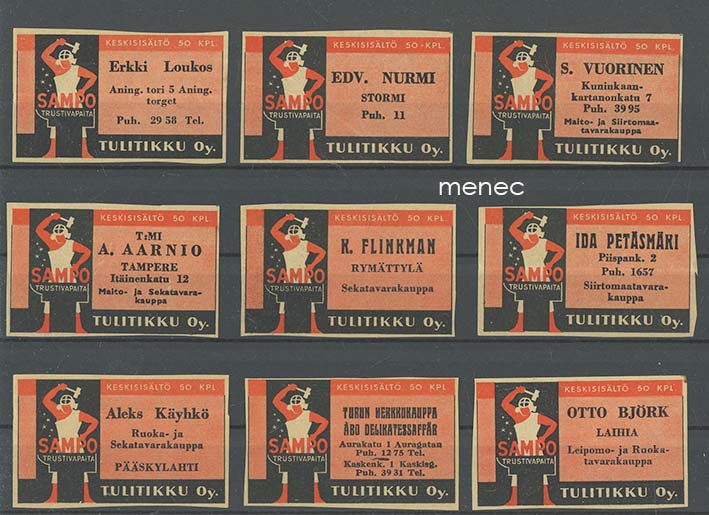 KESKISISÄLTÖ 50 KPL.
Erkki Loukos
Aning. tori 5 Aning.
torget
Puh. 29 58 Tel.
SAMPO
TRUSTIVAPAITA
TULITIKKU Oy.
KESKISISÄLTÖ 50 KPL.
EDV. NURMI
STORMI
Puh. 11
SAMPO
TRUSTIVAPAITA
TULITIKKU Oy.
KESKISISÄLTÖ 50 KPL.
S. VUORINEN
Kuninkaan-
kartanonkatu 7
Puh. 39 95
Maito- ja Siirtomaa-
tavarakauppa
SAMPO
TRUSTIVAPAITA
TULITIKKU Oy.
menec
KESKISISÄLTÖ 50 KPL.
T:MI
A. AARNIO
TAMPERE
Itäinenkatu 12
Maito- ja Sekatavara-
kauppa
SAMPO
TRUSTIVAPAITA
TULITIKKU Oy.
KESKISISÄLTÖ 50 KPL.
K. FLINKMAN
RYMÄTTYLÄ
Sekatavarakauppa
SAMPO
TRUSTIVAPAITA
TULITIKKU Oy.
KESKISISÄLTÖ 50 KPL.
IDA PETÄSMÄKI
Piispank. 2
Puh. 1657
Siirtomaatavara-
kauppa
SAMPO
TRUSTIVAPAITA
TULITIKKU Oy.
KESKISISÄLTÖ 50 KPL.
Aleks Käyhkö
Ruoka- ja
Sekatavarakauppa
PÄÄSKYLAHTI
SAMPO
TRUSTIVAPAITA
TULITIKKU Oy.
KESKISISÄLTÖ 50 KPL.
TURUN HERKKUKAUPPA
ÅBO DELIKATESSAFFÄR
Aurakatu 1 Auragatan
Puh. 12 75 Tel.
Kaskenk. 1 Kaskisg.
Puh. 39 31 Tel.
SAMPO
TRUSTIVAPAITA
TULITIKKU Oy.
KESKISISÄLTÖ 50 KPL.
OTTO BJÖRK
LAIHIA
Leipomo- ja Ruoka-
tavarakauppa
SAMPO
TRUSTIVAPAITA
TULITIKKU Oy.